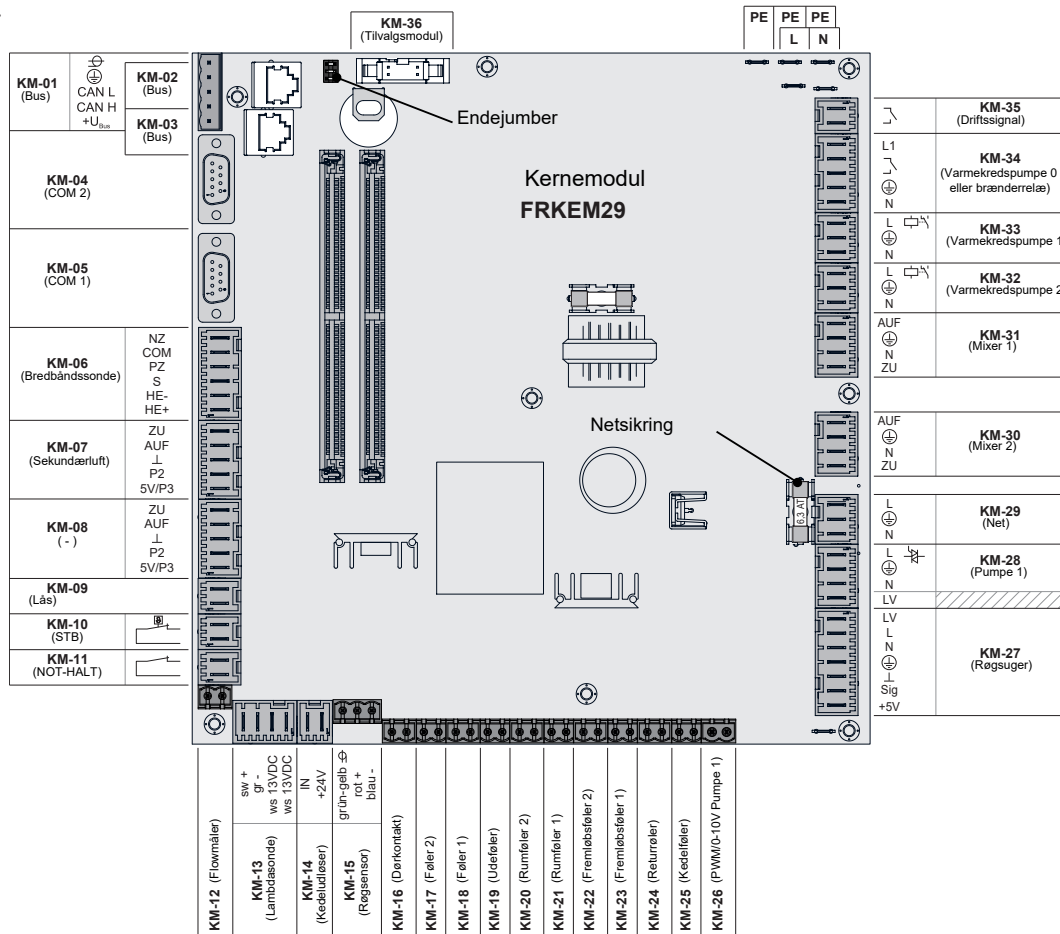 KM-36
(Tilvalgsmodul)
PE PE PE
L N
KM-01
(Bus)
CAN L
CAN H
+U Bus
KM-02
(Bus)
KM-03
(Bus)
KM-04
(COM 2)
KM-05
(COM 1)
KM-06
(Bredbåndssonde)
NZ
COM
PZ
S
HE-
HE+
KM-07
(Sekundærluft)
ZU
AUF
⊥
P2
5V/P3
KM-08
( - )
ZU
AUF
⊥
P2
5V/P3
KM-09
(Lås)
KM-10
(STB)
KM-11
(NOT-HALT)
Endejumber
Kernemodul
FRKEM29
Netsikring
6,3 AT
KM-35
(Driftssignal)
L1
N
KM-34
(Varmekredspumpe 0
eller brænderrelæ)
L
N
KM-33
(Varmekredspumpe 1
L
N
KM-32
(Varmekredspumpe 2
AUF
N
ZU
KM-31
(Mixer 1)
AUF
N
ZU
KM-30
(Mixer 2)
L
N
KM-29
(Net)
L
N
LV
KM-28
(Pumpe 1)
LV
L
N
⊥
Sig
+5V
KM-27
(Røgsuger)
KM-12 (Flowmåler)
sw +
gr -
ws 13VDC
ws 13VDC
KM-13
(Lambdasonde)
IN
+24V
KM-14
(Kedeludløser)
grün-gelb
rot +
blau -
KM-15
(Røgsensor)
KM-16 (Dørkontakt)
KM-17 (Føler 2)
KM-18 (Føler 1)
KM-19 (Udeføler)
KM-20 (Rumføler 2)
KM-21 (Rumføler 1)
KM-22 (Fremløbsføler 2)
KM-23 (Fremløbsføler 1)
KM-24 (Returrøler)
KM-25 (Kedelføler)
KM-26 (PWM/0-10V Pumpe 1)